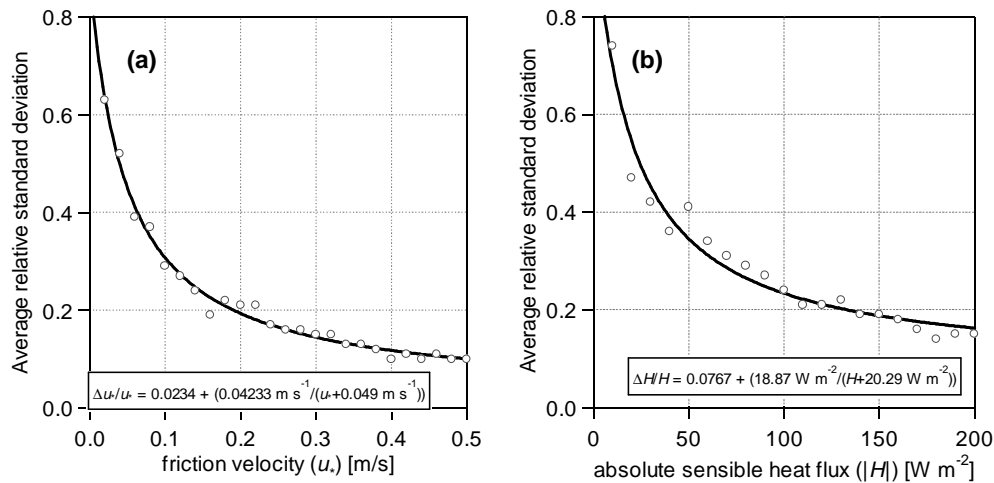 Average relative standard deviation
0.8
0.6
0.4
0.2
0.0
(a)
Δu*/u* = 0.0234 + (0.04233 m s⁻¹/(u*+0.049 m s⁻¹))
0.0 0.1 0.2 0.3 0.4 0.5
friction velocity (u*) [m/s]
Average relative standard deviation
0.8
0.6
0.4
0.2
0.0
(b)
ΔH/H = 0.0767 + (18.87 W m⁻²/(H+20.29 W m⁻²))
0 50 100 150 200
absolute sensible heat flux (|H|) [W m⁻²]